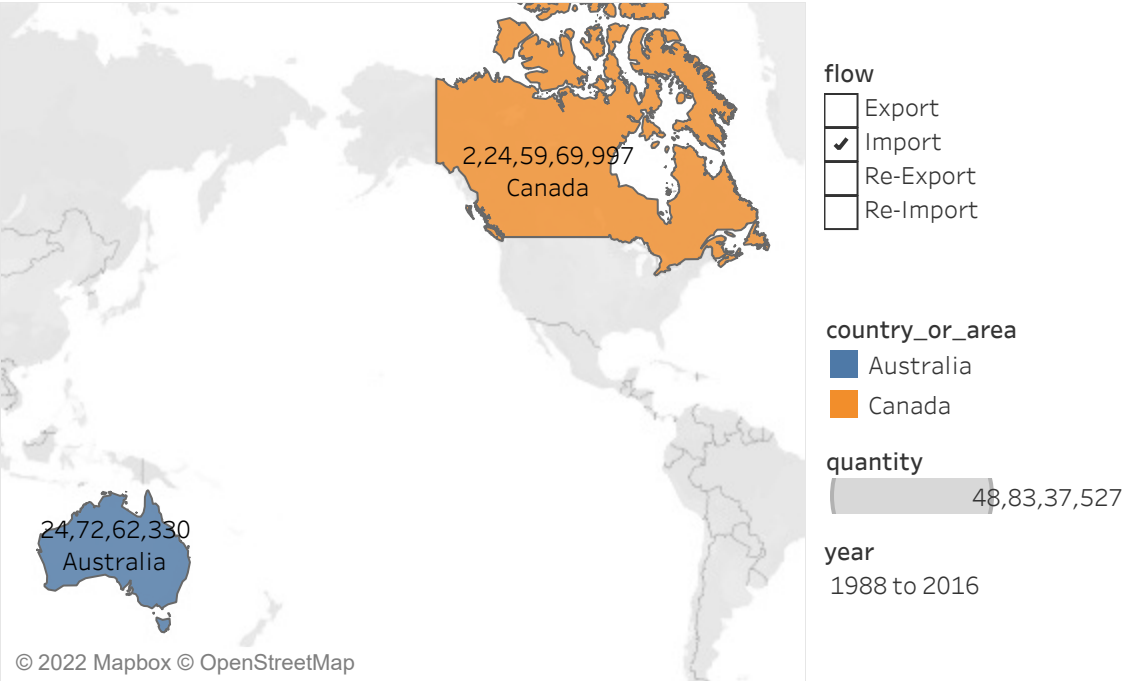 2,24,59,69,997
Canada
24,72,62,330
Australia
© 2022 Mapbox © OpenStreetMap
flow
Export
Import
Re-Export
Re-Import
country_or_area
Australia
Canada
quantity
48,83,37,527
year
1988 to 2016